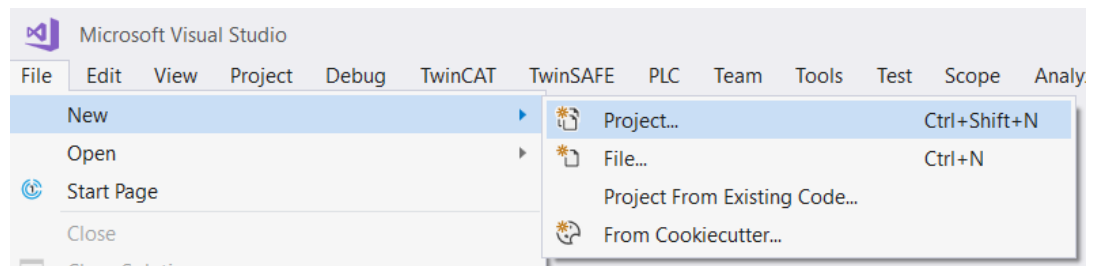 Microsoft Visual Studio
File Edit View Project Debug TwinCAT TwinSAFE PLC Team Tools Test Scope Analy
New
Project... Ctrl+Shift+N
Open
File... Ctrl+N
Start Page
Project From Existing Code...
Close
From Cookiecutter...